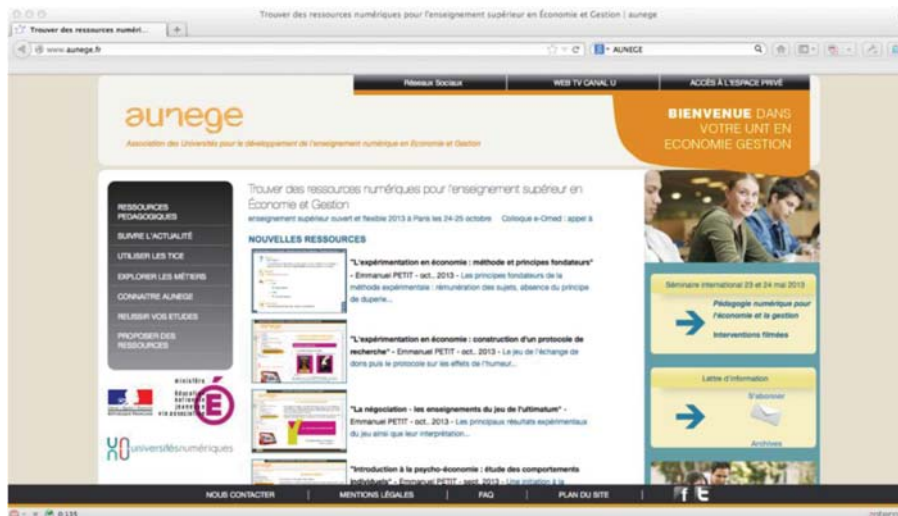 Trouver des ressources numériques pour l'enseignement supérieur en Économie et Gestion | aunege
Trouver des ressources numéri...
www.aunege.fr
AUNEGE
Réseaux Sociaux
WEB TV CANAL U
ACCÈS À L'ESPACE PRIVÉ
aunege
Association des Universités pour le développement de l'enseignement numérique en Economie et Gestion
BIENVENUE DANS
VOTRE UNT EN
ECONOMIE GESTION
RESSOURCES
PEDAGOGIQUES
SUIVRE L'ACTUALITÉ
UTILISER LES TICE
EXPLORER LES MÉTIERS
CONNAITRE AUNEGE
REUSSIR VOS ETUDES
PROPOSER DES
RESSOURCES
ministère
éducation
nationale
jeunesse
vie associative
universitésnumériques
Trouver des ressources numériques pour l'enseignement supérieur en
Économie et Gestion
enseignement supérieur ouvert et flexible 2013 à Paris les 24-25 octobre Colloque e-Omed : appel à
NOUVELLES RESSOURCES
"L'expérimentation en économie : méthode et principes fondateurs"
- Emmanuel PETIT - oct.. 2013 - Les principes fondateurs de la
méthode expérimentale : rémunération des sujets, absence du principe
de duperie...
"L'expérimentation en économie : construction d'un protocole de
recherche" - Emmanuel PETIT - oct.. 2013 - Le jeu de l'échange de
dons puis le protocole sur les effets de l'humeur...
"La négociation - les enseignements du jeu de l'ultimatum" -
Emmanuel PETIT - oct.. 2013 - Les principaux résultats expérimentaux
du jeu ainsi que leur interprétation...
"Introduction à la psycho-économie : étude des comportements
individuels" - Emmanuel PETIT - sept. 2013 - Une initiation à la
Séminaire international 23 et 24 mai 2013
Pédagogie numérique pour
l'économie et la gestion
Interventions filmées
Lettre d'information
S'abonner
Archives
NOUS CONTACTER | MENTIONS LÉGALES | FAQ | PLAN DU SITE |
0.135